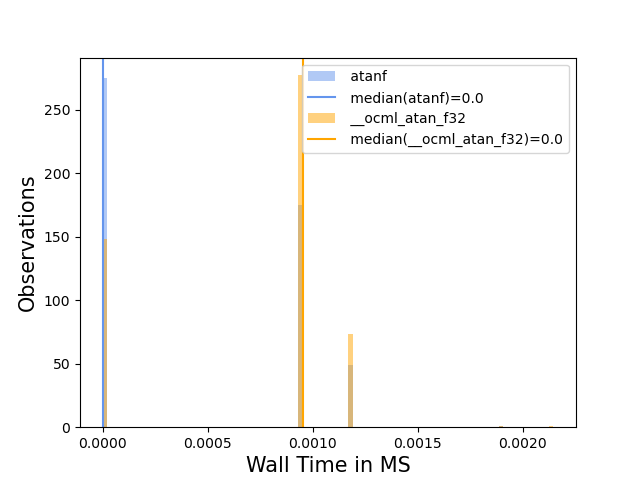 atanf
median(atanf)=0.0
__ocml_atan_f32
median(__ocml_atan_f32)=0.0
Observations
250
200
150
100
50
0
0.0000 0.0005 0.0010 0.0015 0.0020
Wall Time in MS